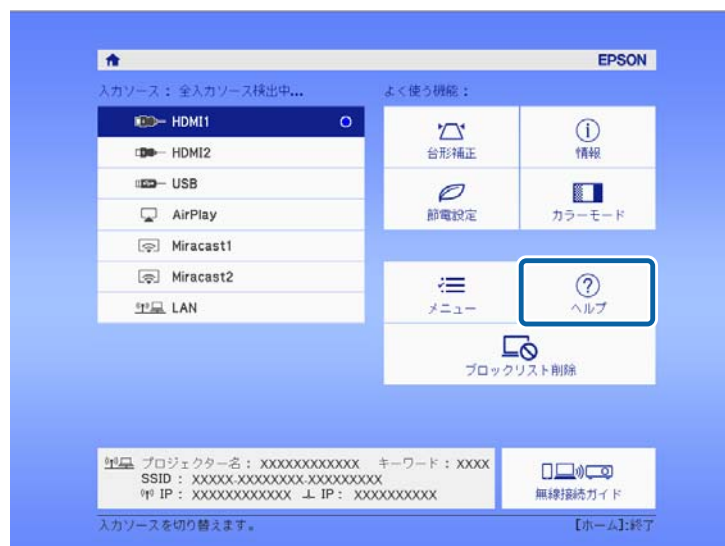 EPSON
入力ソース： 全入力ソース検出中...
よく使う機能：
HDMI1
HDMI2
USB
AirPlay
Miracast1
Miracast2
LAN
台形補正
情報
節電設定
カラーモード
メニュー
ヘルプ
ブロックリスト削除
プロジェクター名： XXXXXXXXXXXX キーワード： XXXX
SSID： XXXXX-XXXXXXXX-XXXXXXXX
IP： XXXXXXXXXXXX IP： XXXXXXXXXX
無線接続ガイド
入力ソースを切り替えます。
【ホーム】:終了